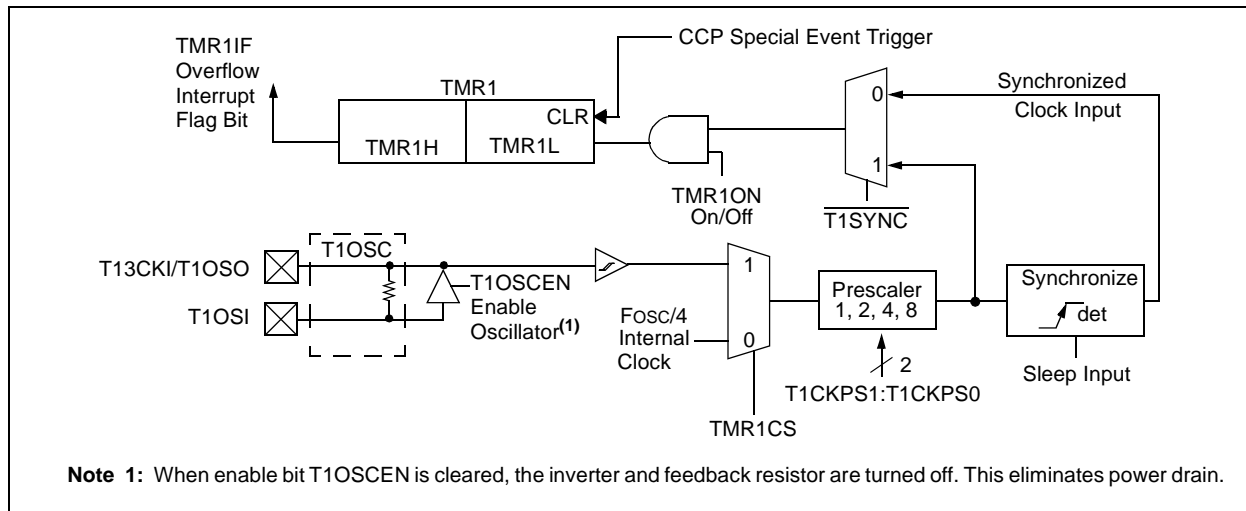 TMR1IF
Overflow
Interrupt
Flag Bit
TMR1
CCP Special Event Trigger
CLR
TMR1H
TMR1L
TMR1ON
On/Off
0
1
T1SYNC
Synchronized
Clock Input
T13CKI/T1OSO
T1OSC
T1OSI
T1OSCEN
Enable
Oscillator(1)
FOSC/4
Internal
Clock
1
0
TMR1CS
Prescaler
1, 2, 4, 8
2
T1CKPS1:T1CKPS0
Synchronize
det
Sleep Input
Note 1: When enable bit T1OSCEN is cleared, the inverter and feedback resistor are turned off. This eliminates power drain.